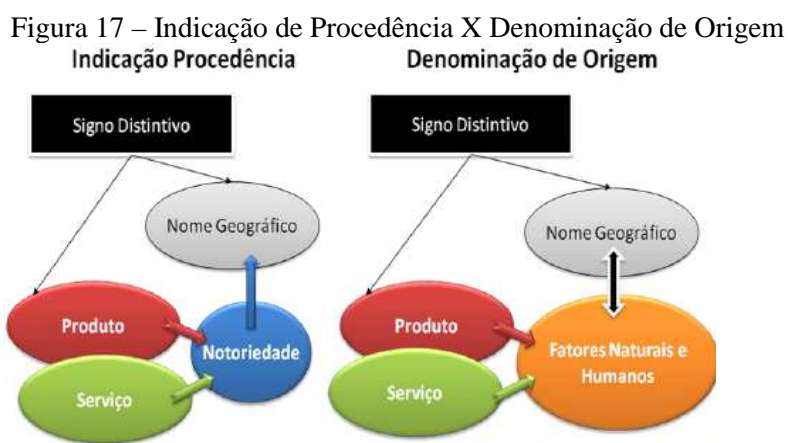 Figura 17 – Indicação de Procedência X Denominação de Origem
Indicação Procedência
Denominação de Origem
Signo Distintivo
Nome Geográfico
Produto
Notoriedade
Serviço
Signo Distintivo
Nome Geográfico
Produto
Fatores Naturais e
Humanos
Serviço